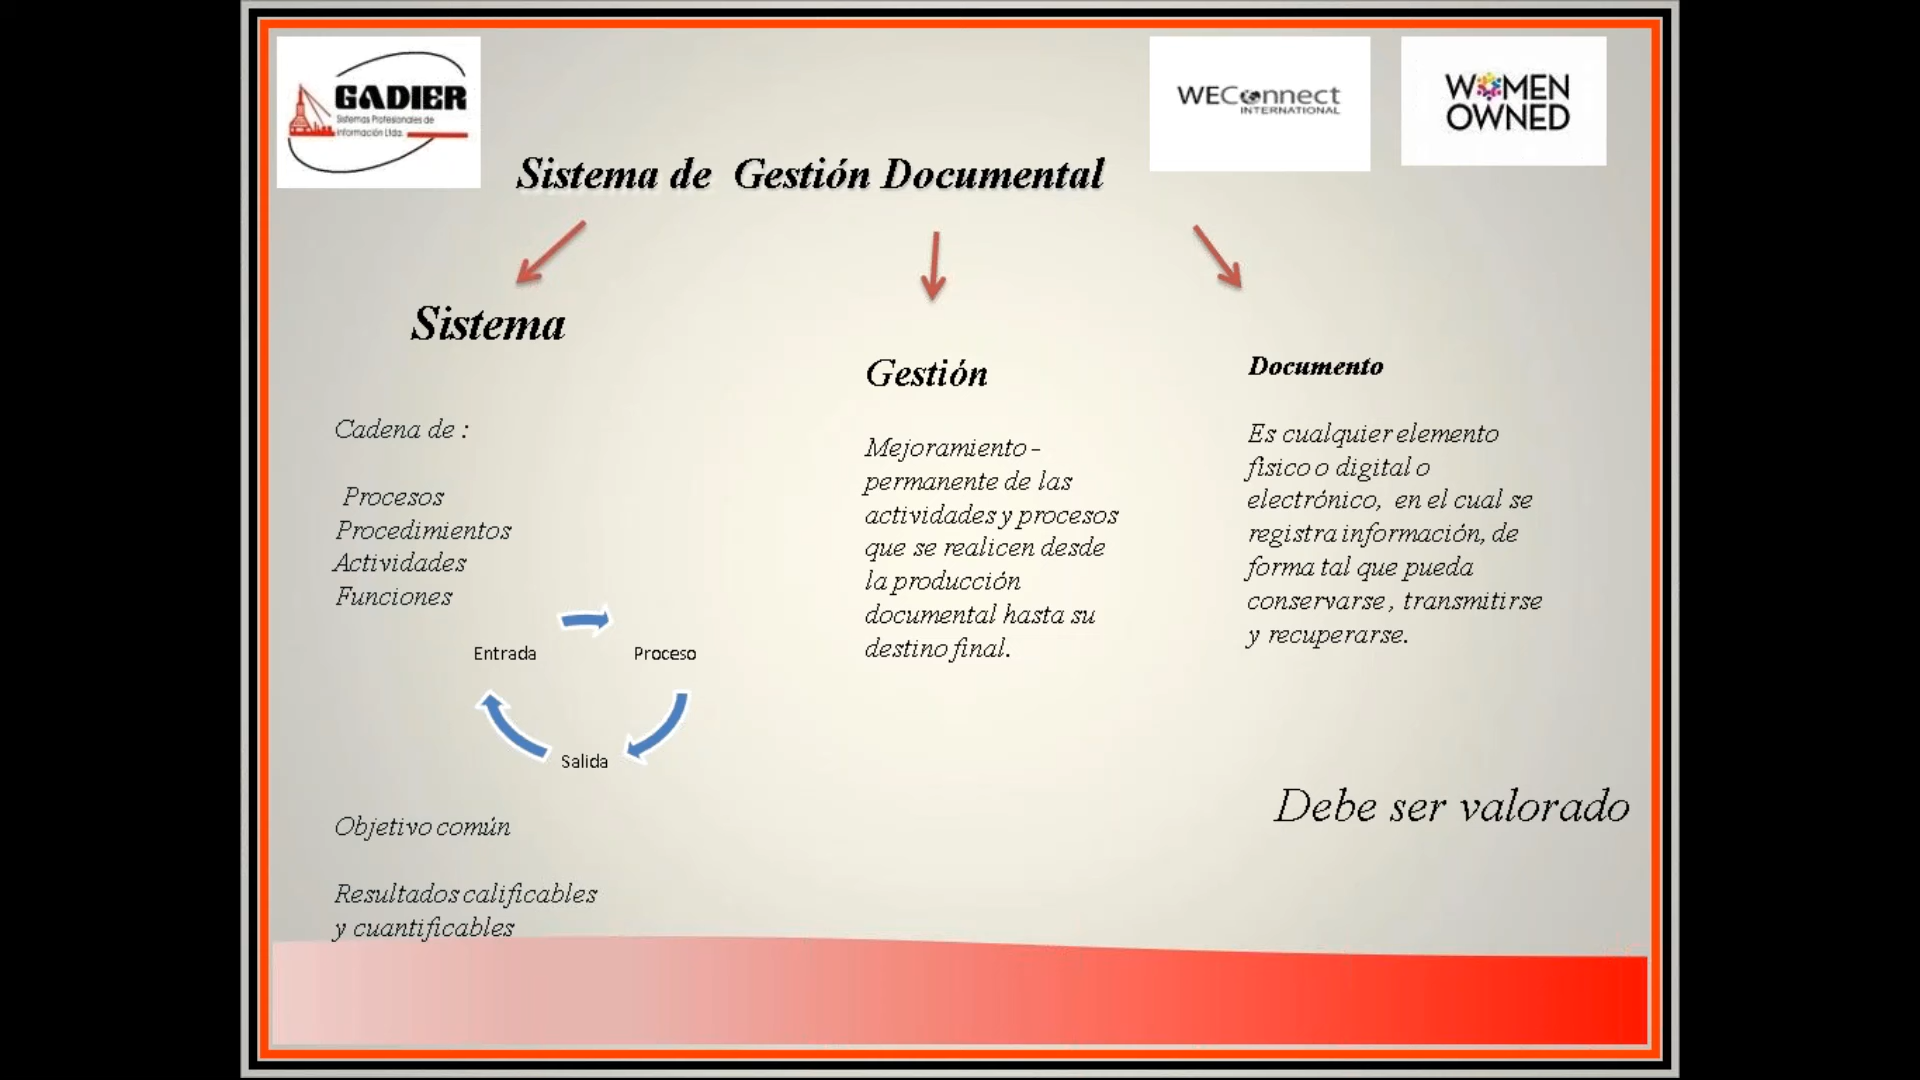 GADIER
Sistemas Profesionales de
Información Ltda.
WEConnect
INTERNATIONAL
WOMEN
OWNED
Sistema de Gestión Documental
Sistema
Cadena de :
Procesos
Procedimientos
Actividades
Funciones
Entrada
Proceso
Salida
Objetivo común
Resultados calificables
y cuantificables
Gestión
Mejoramiento -
permanente de las
actividades y procesos
que se realicen desde
la producción
documental hasta su
destino final.
Documento
Es cualquier elemento
fisico o digital o
electrónico, en el cual se
registra información, de
forma tal que pueda
conservarse , transmitirse
y recuperarse.
Debe ser valorado